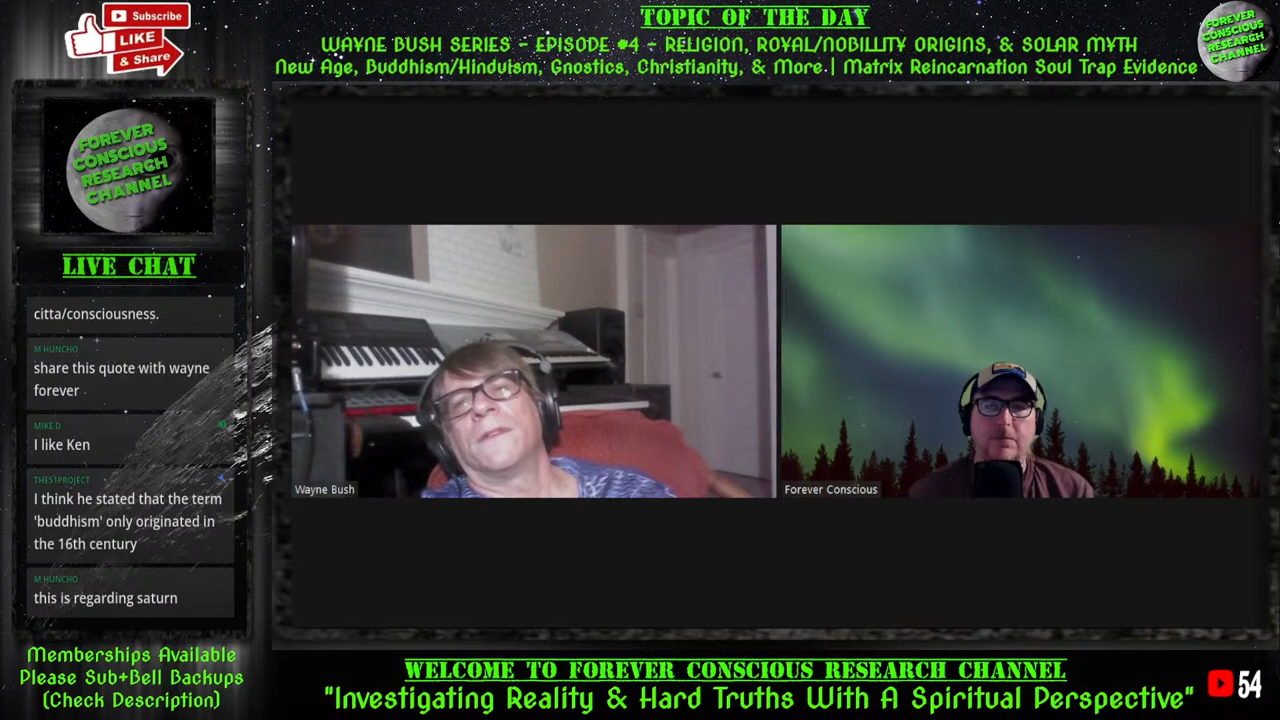 Subscribe
LIKE
& Share
TOPIC OF THE DAY
WAYNE BUSH SERIES - EPISODE #4 - RELIGION, ROYAL/NOBILLITY ORIGINS, & SOLAR MYTH
New Age, Buddhism/Hinduism, Gnostics, Christianity, & More | Matrix Reincarnation Soul Trap Evidence
FOREVER
CONSCIOUS
RESEARCH
CHANNEL
FOREVER
CONSCIOUS
RESEARCH
CHANNEL
LIVE CHAT
citta/consciousness.
M HUNCHO
share this quote with wayne
forever
MIKE D
I like Ken
THE51PROJECT
I think he stated that the term
'buddhism' only originated in
the 16th century
M HUNCHO
this is regarding saturn
Wayne Bush
Forever Conscious
Memberships Available
Please Sub+Bell Backups
(Check Description)
WELCOME TO FOREVER CONSCIOUS RESEARCH CHANNEL
"Investigating Reality & Hard Truths With A Spiritual Perspective"
54